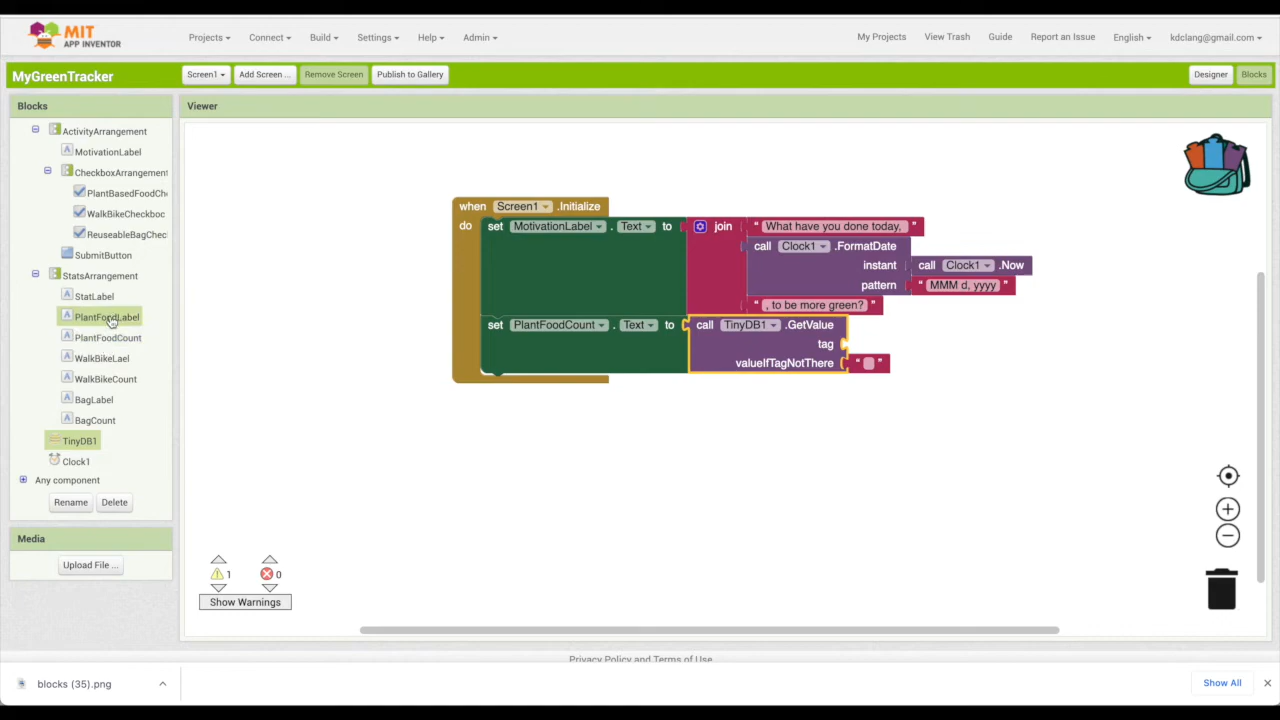 MIT
APP INVENTOR
Projects
Connect
Build
Settings
Help
Admin
My Projects
View Trash
Guide
Report an Issue
English
kdclang@gmail.com
MyGreenTracker
Screen1
Add Screen ...
Remove Screen
Publish to Gallery
Designer
Blocks
Blocks
Viewer
ActivityArrangement
MotivationLabel
CheckboxArrangement
PlantBasedFoodChe
WalkBikeCheckboc
ReuseableBagChec
SubmitButton
StatsArrangement
StatLabel
PlantFoodLabel
PlantFoodCount
WalkBikeLael
WalkBikeCount
BagLabel
BagCount
TinyDB1
Clock1
Any component
Rename
Delete
Media
Upload File ...
when Screen1 .Initialize
do set MotivationLabel . Text to join " What have you done today, "
call Clock1 .FormatDate
instant call Clock1 .Now
pattern " MMM d, yyyy "
" , to be more green? "
set PlantFoodCount . Text to call TinyDB1 .GetValue
tag
valueIfTagNotThere " "
1
0
Show Warnings
Privacy Policy and Terms of Use
blocks (35).png
Show All